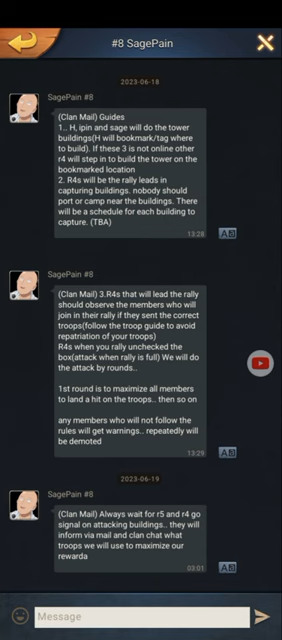 #8 SagePain
2023-06-18
SagePain #8
(Clan Mail) Guides
1.. H, ipin and sage will do the tower
buildings(H will bookmark/tag where
to build). If these 3 is not online other
r4 will step in to build the tower on the
bookmarked location
2. R4s will be the rally leads in
capturing buildings. nobody should
port or camp near the buildings. There
will be a schedule for each building to
capture. (TBA)
13:28
SagePain #8
(Clan Mail) 3.R4s that will lead the rally
should observe the members who will
join in their rally if they sent the correct
troops(follow the troop guide to avoid
repatriation of your troops)
R4s when you rally unchecked the
box(attack when rally is full) We will do
the attack by rounds..
1st round is to maximize all members
to land a hit on the troops.. then so on
any members who will not follow the
rules will get warnings.. repeatedly will
be demoted
13:29
2023-06-19
SagePain #8
(Clan Mail) Always wait for r5 and r4 go
signal on attacking buildings.. they will
inform via mail and clan chat what
troops we will use to maximize our
rewarda
03:01
Message